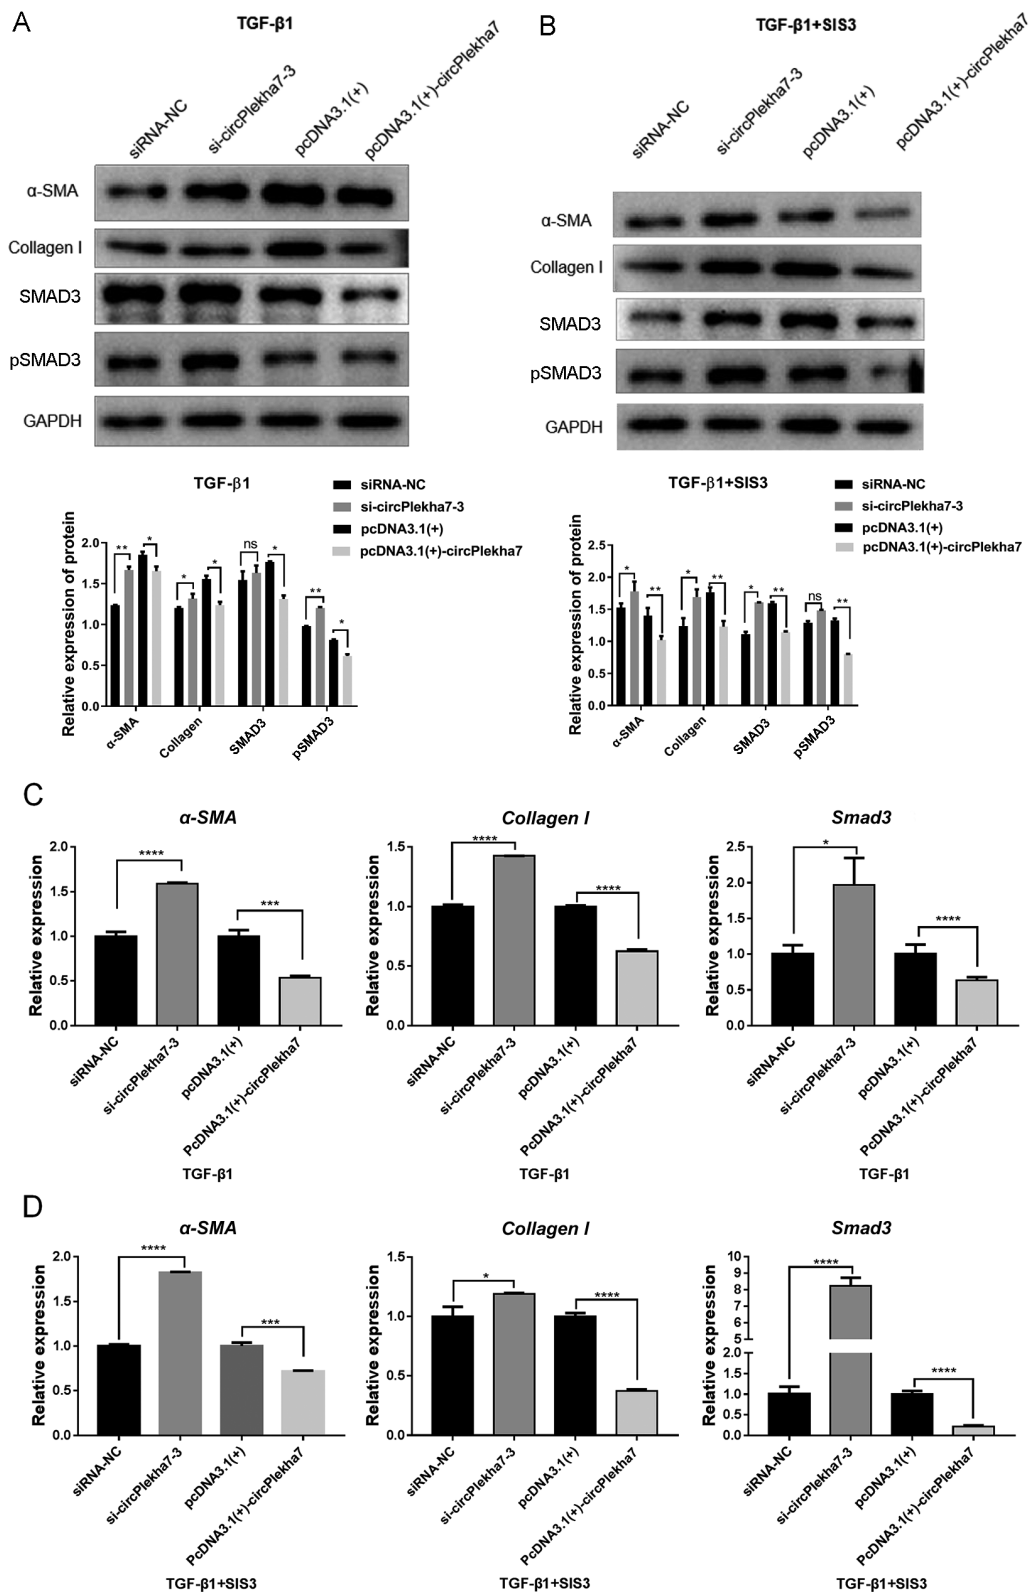 A
TGF-β1
siRNA-NC
si-circPlekha7-3
pcDNA3.1(+)
pcDNA3.1(+)-circPlekha7
α-SMA
Collagen I
SMAD3
pSMAD3
GAPDH
TGF-β1
siRNA-NC
si-circPlekha7-3
pcDNA3.1(+)
pcDNA3.1(+)-circPlekha7
Relative expression of protein
2.0
1.5
1.0
0.5
0.0
** * * * ns * ** *
α-SMA
Collagen
SMAD3
pSMAD3
B
TGF-β1+SIS3
siRNA-NC
si-circPlekha7-3
pcDNA3.1(+)
pcDNA3.1(+)-circPlekha7
α-SMA
Collagen I
SMAD3
pSMAD3
GAPDH
TGF-β1+SIS3
siRNA-NC
si-circPlekha7-3
pcDNA3.1(+)
pcDNA3.1(+)-circPlekha7
Relative expression of protein
2.5
2.0
1.5
1.0
0.5
0.0
* ** * ** * ** ns **
α-SMA
Collagen
SMAD3
pSMAD3
C
α-SMA
Relative expression
2.0
1.5
1.0
0.5
0.0
****
***
siRNA-NC
si-circPlekha7-3
pcDNA3.1(+)
PcDNA3.1(+)-circPlekha7
TGF-β1
Collagen I
Relative expression
1.5
1.0
0.5
0.0
****
****
siRNA-NC
si-circPlekha7-3
pcDNA3.1(+)
PcDNA3.1(+)-circPlekha7
TGF-β1
Smad3
Relative expression
2.5
2.0
1.5
1.0
0.5
0.0
*
****
siRNA-NC
si-circPlekha7-3
pcDNA3.1(+)
PcDNA3.1(+)-circPlekha7
TGF-β1
D
α-SMA
Relative expression
2.0
1.5
1.0
0.5
0.0
****
***
siRNA-NC
si-circPlekha7-3
pcDNA3.1(+)
PcDNA3.1(+)-circPlekha7
TGF-β1+SIS3
Collagen I
Relative expression
1.5
1.0
0.5
0.0
*
****
siRNA-NC
si-circPlekha7-3
pcDNA3.1(+)
PcDNA3.1(+)-circPlekha7
TGF-β1+SIS3
Smad3
Relative expression
10
9
8
7
6
5
2.0
1.5
1.0
0.5
0.0
****
****
siRNA-NC
si-circPlekha7-3
pcDNA3.1(+)
PcDNA3.1(+)-circPlekha7
TGF-β1+SIS3